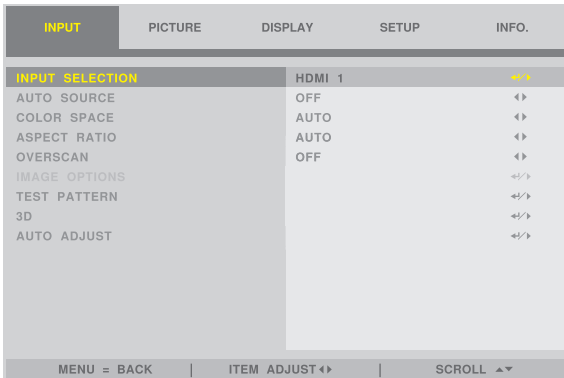 INPUT PICTURE DISPLAY SETUP INFO.
INPUT SELECTION HDMI 1
AUTO SOURCE OFF
COLOR SPACE AUTO
ASPECT RATIO AUTO
OVERSCAN OFF
IMAGE OPTIONS
TEST PATTERN
3D
AUTO ADJUST
MENU = BACK | ITEM ADJUST | SCROLL